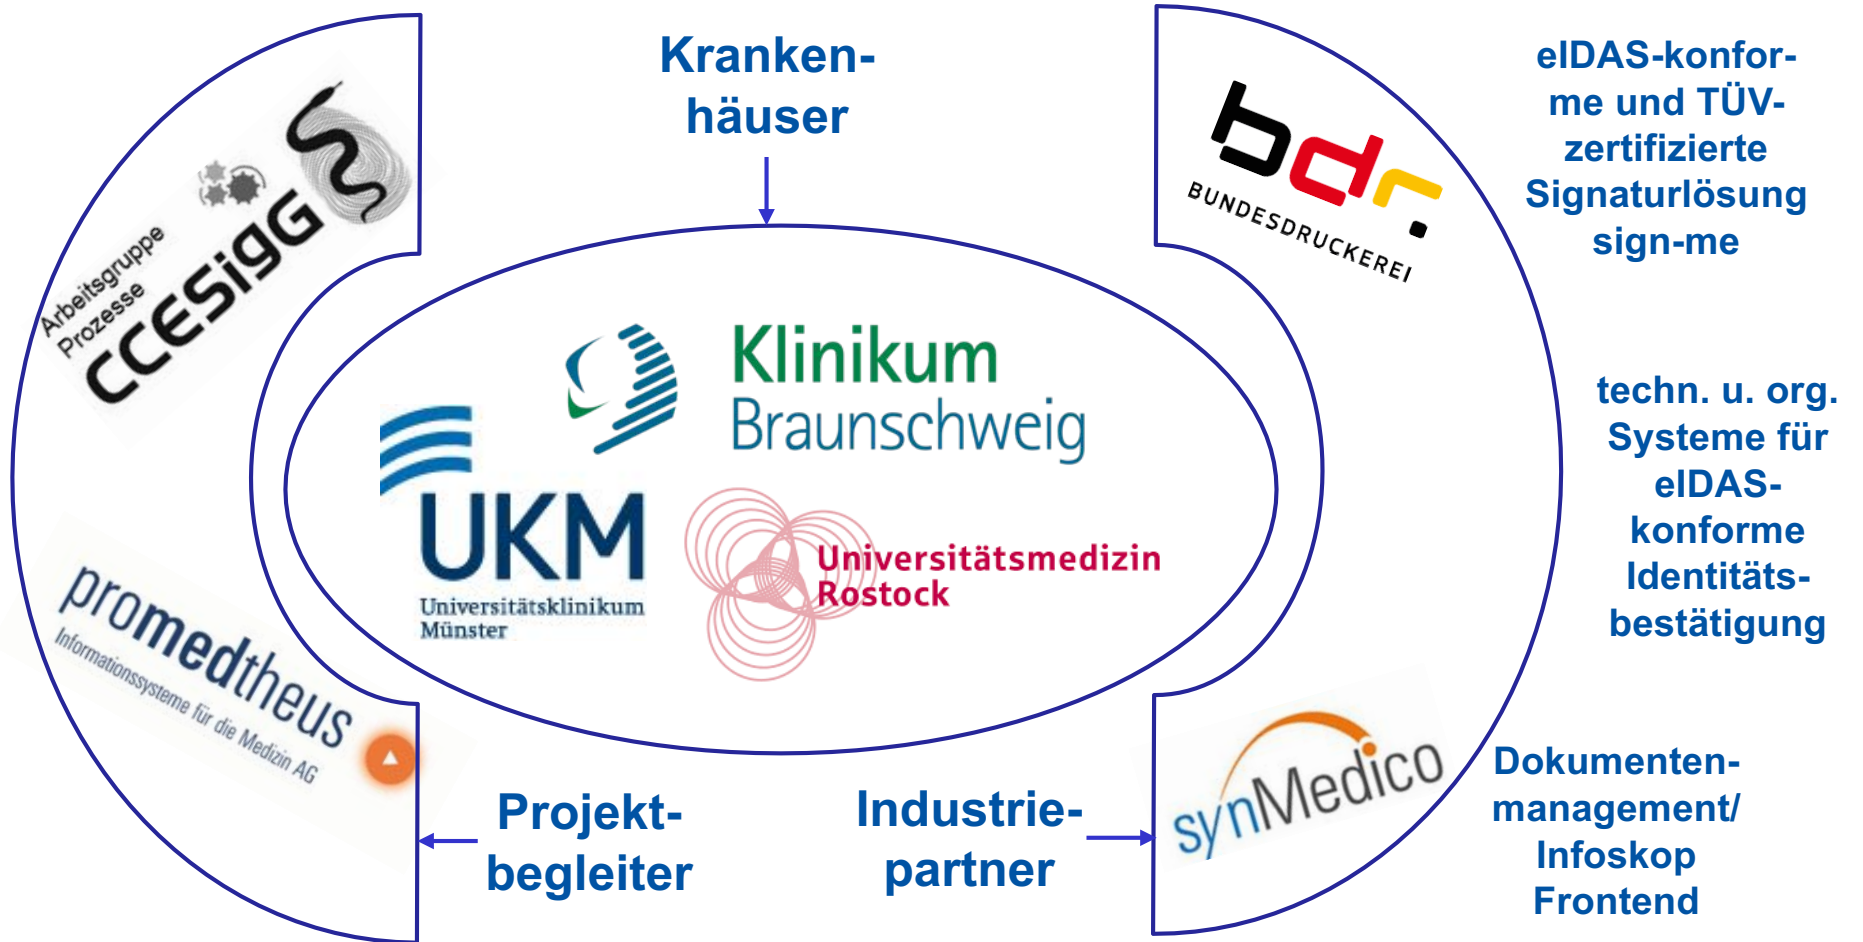 Kranken-
häuser
Arbeitsgruppe
Prozesse
CCESigG
promedtheus
Informationssysteme für die Medizin AG
Klinikum
Braunschweig
UKM
Universitätsklinikum
Münster
Universitätsmedizin
Rostock
Projekt-
begleiter
Industrie-
partner
bdr.
BUNDESDRUCKEREI
synMedico
eIDAS-konfor-
me und TÜV-
zertifizierte
Signaturlösung
sign-me
techn. u. org.
Systeme für
eIDAS-
konforme
Identitäts-
bestätigung
Dokumenten-
management/
Infoskop
Frontend